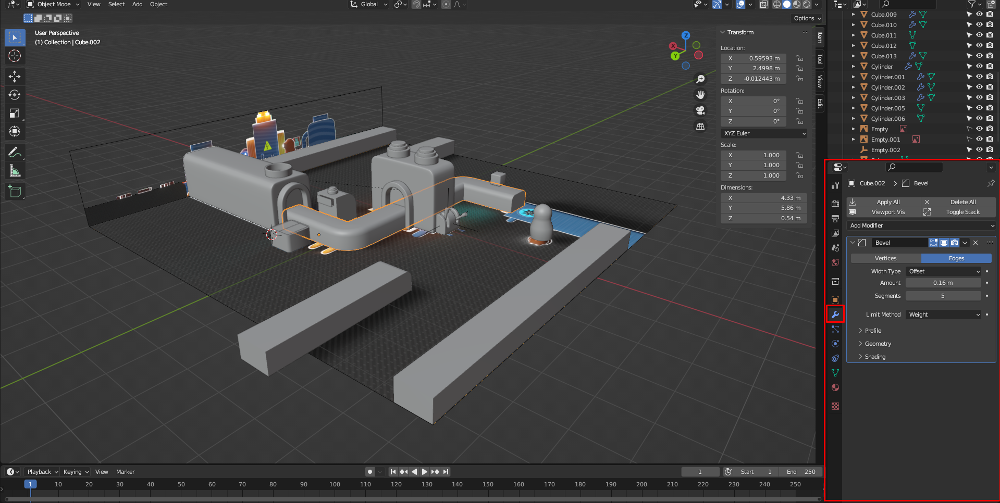 Object Mode View Select Add Object Global
Options
User Perspective
(1) Collection | Cube.002
Z
X
Y
Transform
Location:
X 0.59593 m
Y 2.4998 m
Z -0.012443 m
Rotation:
X 0°
Y 0°
Z 0°
XYZ Euler
Scale:
X 1.000
Y 1.000
Z 1.000
Dimensions:
X 4.33 m
Y 5.86 m
Z 0.54 m
Item
Tool
View
Edit
Cube.009
Cube.010
Cube.011
Cube.012
Cube.013
Cylinder
Cylinder.001
Cylinder.002
Cylinder.003
Cylinder.005
Cylinder.006
Empty
Empty.001
Empty.002
Cube.002 Bevel
Apply All Delete All
Viewport Vis Toggle Stack
Add Modifier
Bevel
Vertices Edges
Width Type Offset
Amount 0.16 m
Segments 5
Limit Method Weight
Profile
Geometry
Shading
Playback Keying View Marker 1 Start 1 End 250
1 10 20 30 40 50 60 70 80 90 100 110 120 130 140 150 160 170 180 190 200 210 220 230 240 250